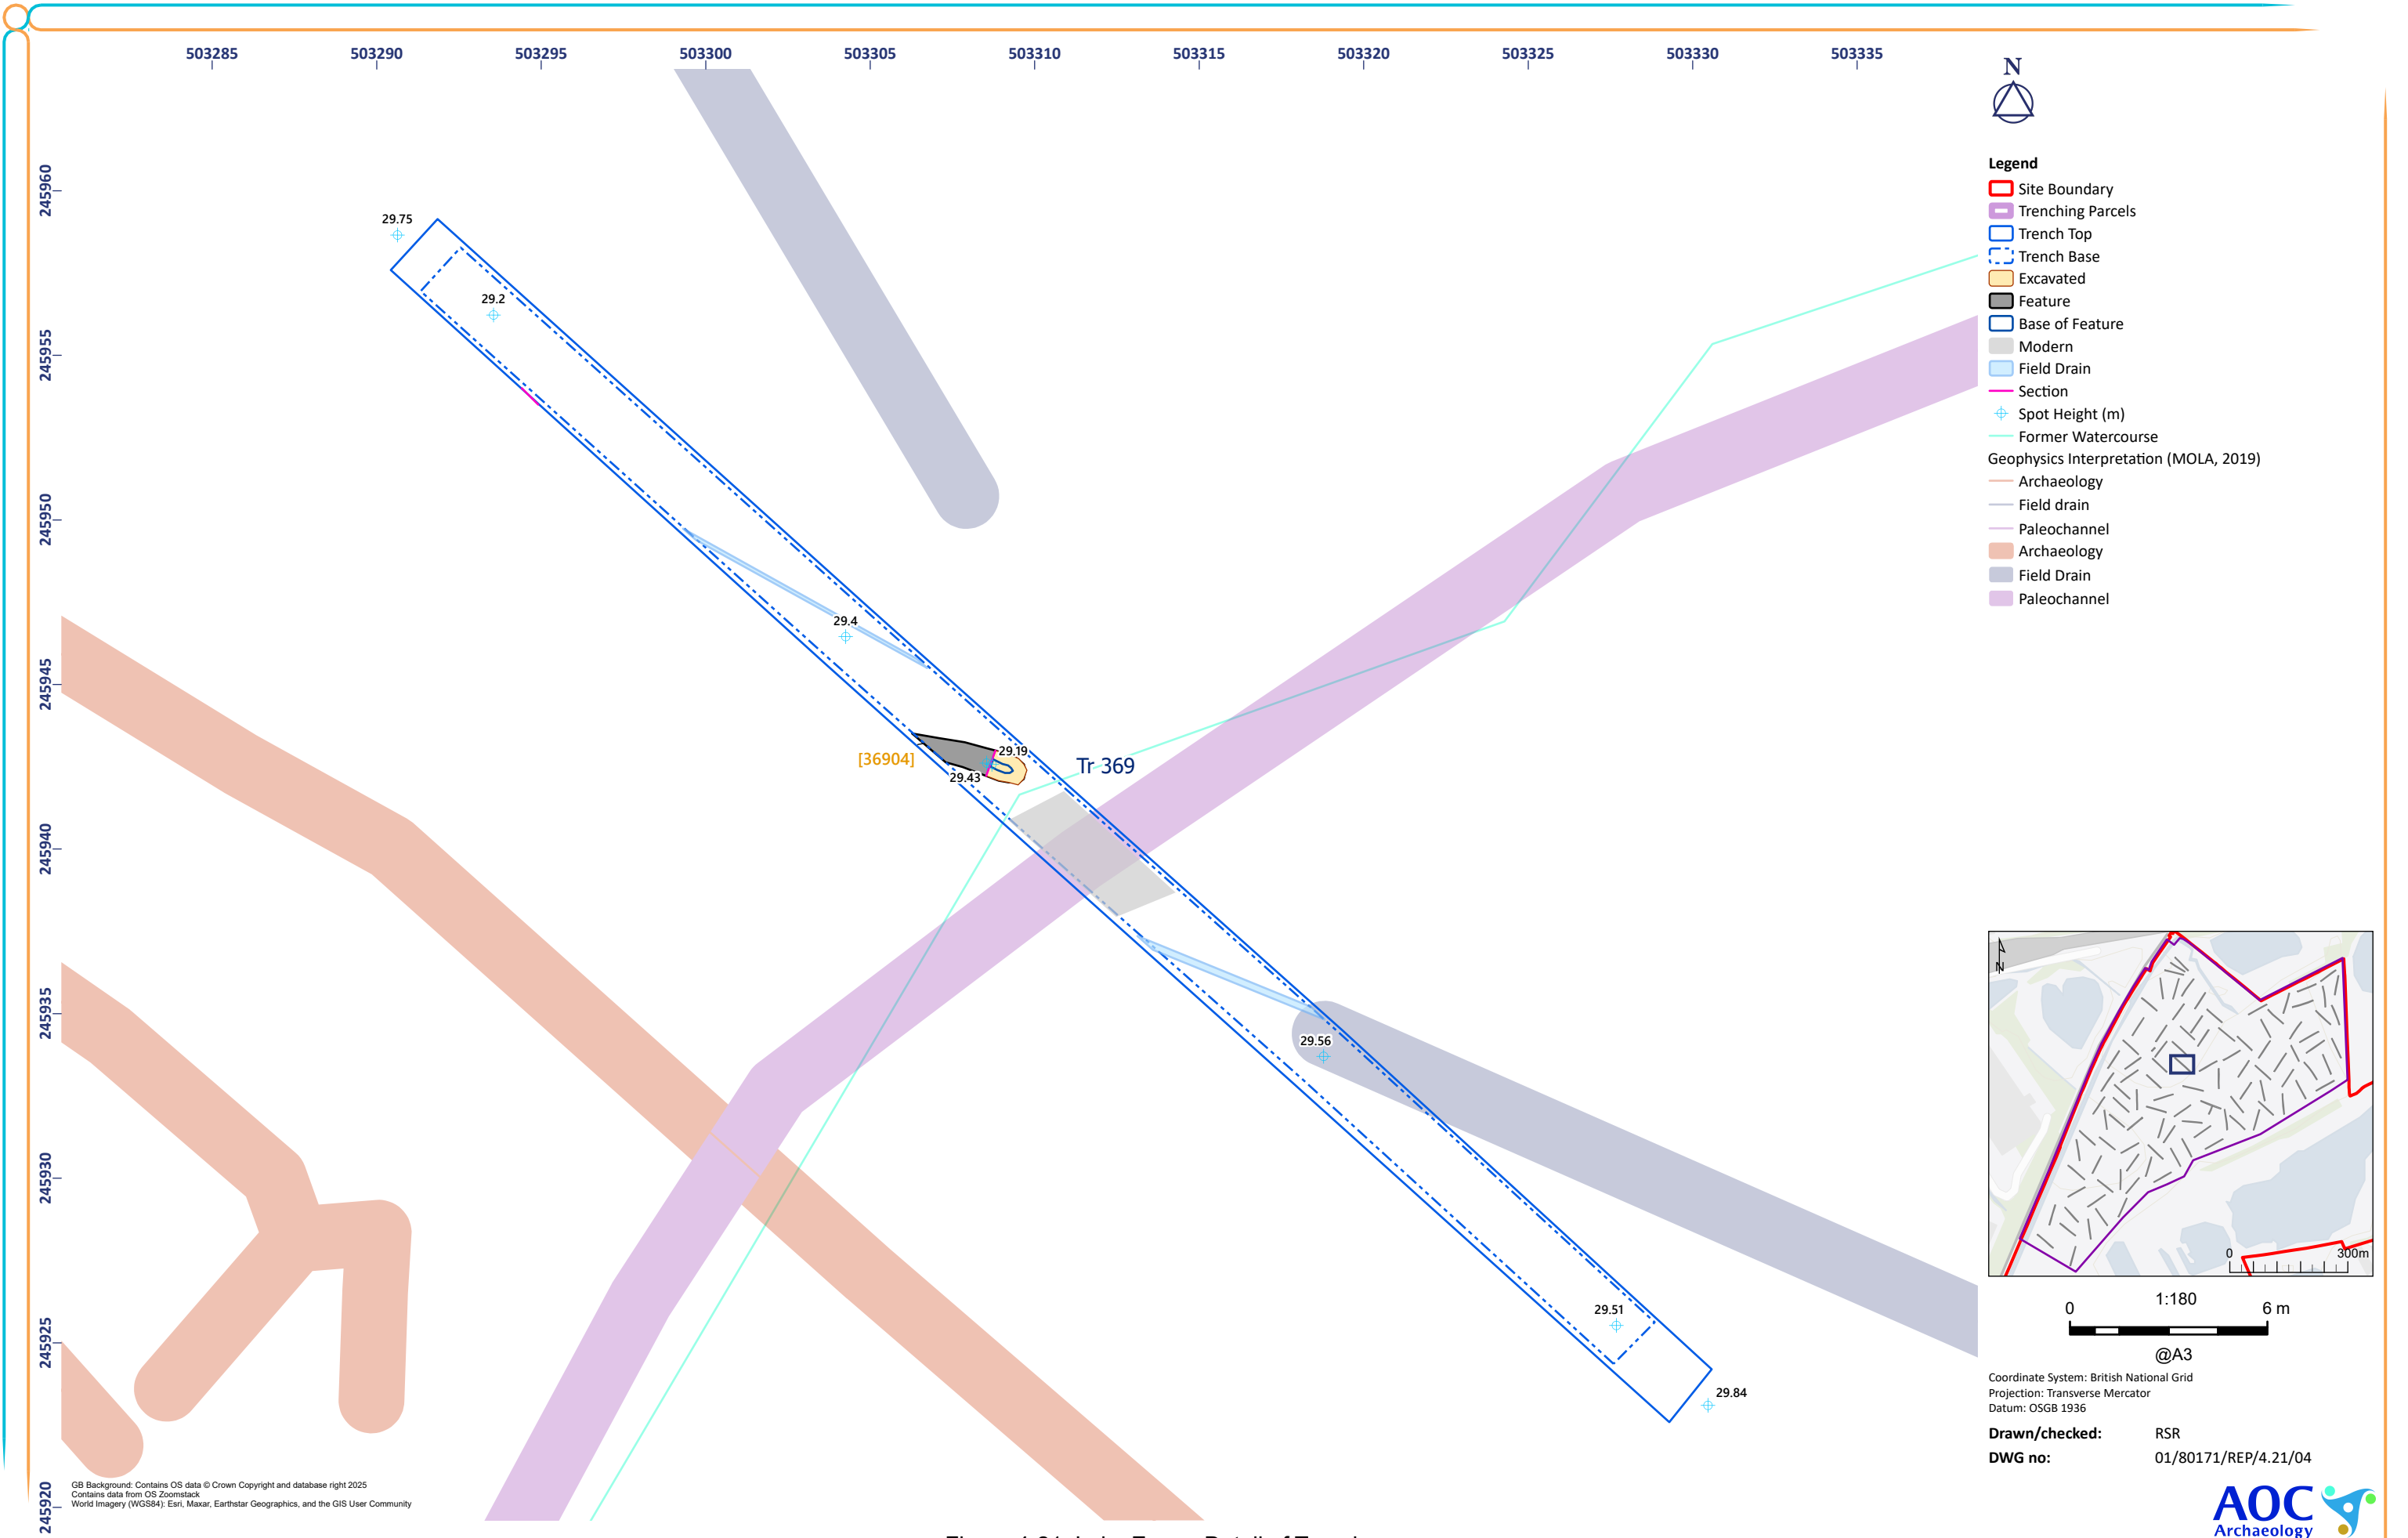 503285 503290 503295 503300 503305 503310 503315 503320 503325 503330 503335
245960
245955
245950
245945
245940
245935
245930
245925
245920
29.75
29.2
29.4
29.19
[36904]
29.43
Tr 369
29.56
29.51
29.84
N
Legend
Site Boundary
Trenching Parcels
Trench Top
Trench Base
Excavated
Feature
Base of Feature
Modern
Field Drain
Section
Spot Height (m)
Former Watercourse
Geophysics Interpretation (MOLA, 2019)
Archaeology
Field drain
Paleochannel
Archaeology
Field Drain
Paleochannel
N
0 300m
1:180
0 6 m
@A3
Coordinate System: British National Grid
Projection: Transverse Mercator
Datum: OSGB 1936
Drawn/checked: RSR
DWG no: 01/80171/REP/4.21/04
AOC
Archaeology
GB Background: Contains OS data © Crown Copyright and database right 2025
Contains data from OS Zoomstack
World Imagery (WGS84): Esri, Maxar, Earthstar Geographics, and the GIS User Community